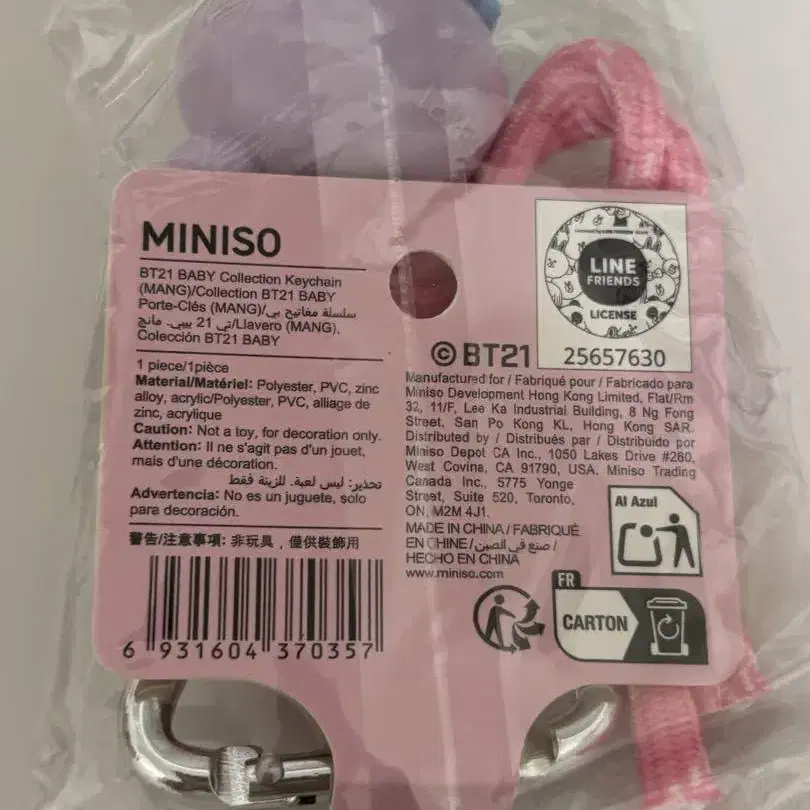 MINISO
BT21 BABY Collection Keychain
(MANG)/Collection BT21 BABY
Porte-Clés (MANG)/سلسلة مفاتيح بي
تي 21 بيبي. مانج/Llavero (MANG),
Colección BT21 BABY
1 piece/1pièce
Material/Matériel: Polyester, PVC, zinc
alloy, acrylic/Polyester, PVC, alliage de
zinc, acrylique
Caution: Not a toy, for decoration only.
Attention: Il ne s'agit pas d'un jouet,
mais d'une décoration.
تحذير: ليس لعبة. للزينة فقط
Advertencia: No es un juguete, solo
para decoración.
警告/注意事項: 非玩具，僅供裝飾用
6 931604 370357
LINE
FRIENDS
LICENSE
©BT21
25657630
Manufactured for / Fabriqué pour / Fabricado para
Miniso Development Hong Kong Limited, Flat/Rm
32, 11/F, Lee Ka Industrial Building, 8 Ng Fong
Street, San Po Kong KL, Hong Kong SAR.
Distributed by / Distribués par / Distribuido por
Miniso Depot CA Inc., 1050 Lakes Drive #260,
West Covina, CA 91790, USA. Miniso Trading
Canada Inc., 5775 Yonge
Street, Suite 520, Toronto,
ON, M2M 4J1.
MADE IN CHINA / FABRIQUÉ
EN CHINE / صنع في الصين /
HECHO EN CHINA
www.miniso.com
Al Azul
FR
CARTON